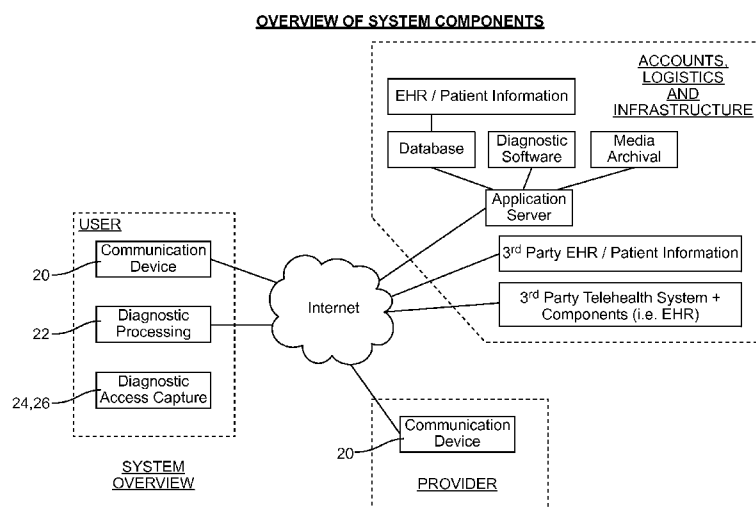 OVERVIEW OF SYSTEM COMPONENTS
ACCOUNTS,
LOGISTICS
AND
INFRASTRUCTURE
EHR / Patient Information
Database
Diagnostic
Software
Media
Archival
Application
Server
3rd Party EHR / Patient Information
3rd Party Telehealth System +
Components (i.e. EHR)
USER
Communication
Device
20
Diagnostic
Processing
22
Diagnostic
Access Capture
24,26
SYSTEM
OVERVIEW
Internet
Communication
Device
20
PROVIDER